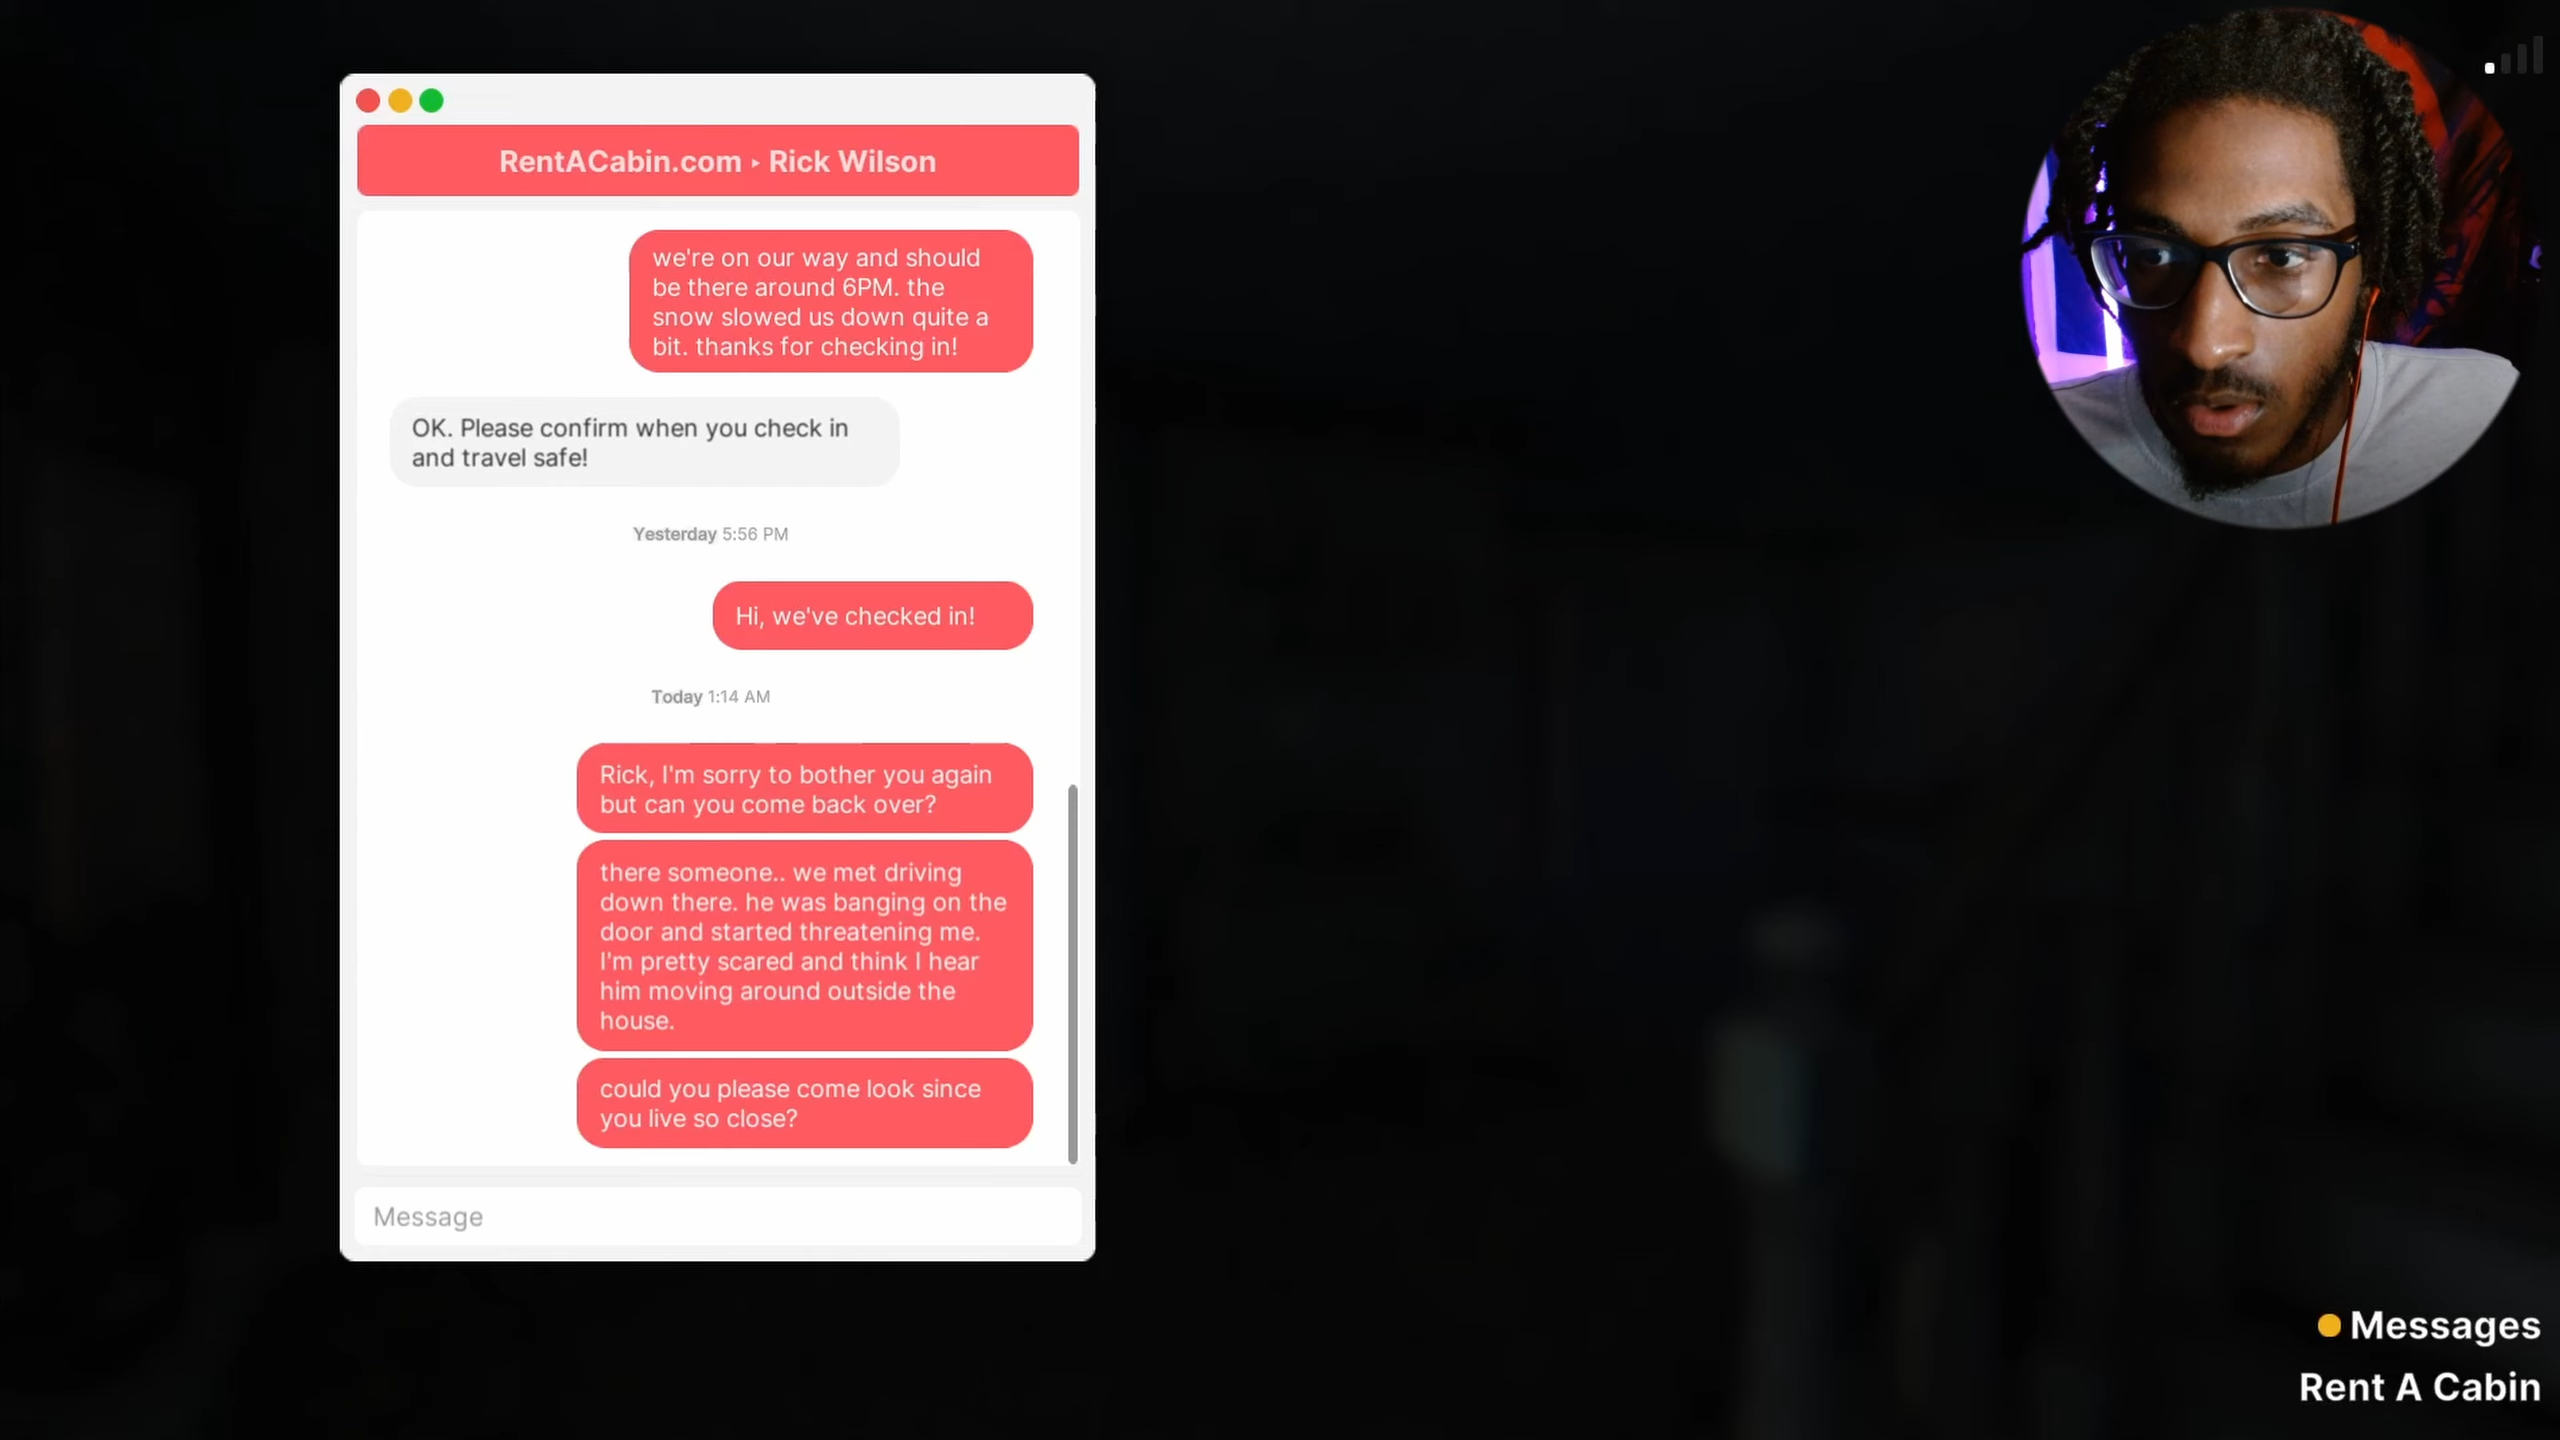 RentACabin.com ▸ Rick Wilson
we're on our way and should
be there around 6PM. the
snow slowed us down quite a
bit. thanks for checking in!
OK. Please confirm when you check in
and travel safe!
Yesterday 5:56 PM
Hi, we've checked in!
Today 1:14 AM
Rick, I'm sorry to bother you again
but can you come back over?
there someone.. we met driving
down there. he was banging on the
door and started threatening me.
I'm pretty scared and think I hear
him moving around outside the
house.
could you please come look since
you live so close?
Message
Messages
Rent A Cabin